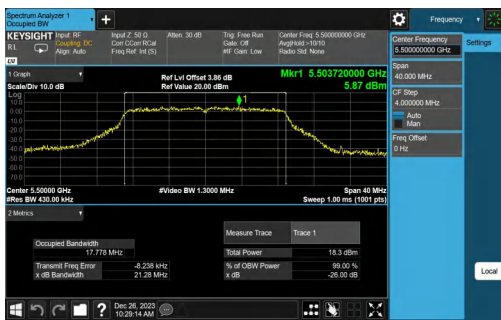 Spectrum Analyzer 1
Occupied BW
+
Frequency
KEYSIGHT Input: RF Input Z: 50 Ω Atten: 30 dB Trig: Free Run Center Freq: 5.500000000 GHz
RL Coupling: DC Corr CCorr RCal Gate: Off Avg|Hold:>10/10
Align: Auto Freq Ref: Int (S) #IF Gain: Low Radio Std: None
LXI
Center Frequency
5.500000000 GHz
Settings
Span
40.000 MHz
CF Step
4.000000 MHz
Auto
Man
Freq Offset
0 Hz
Local
1 Graph
Ref Lvl Offset 3.86 dB Mkr1 5.503720000 GHz
Scale/Div 10.0 dB Ref Value 20.00 dBm 5.87 dBm
Log
10.0
0.00
-10.0
-20.0
-30.0
-40.0
-50.0
-60.0
-70.0
1
Center 5.50000 GHz #Video BW 1.3000 MHz Span 40 MHz
#Res BW 430.00 kHz Sweep 1.00 ms (1001 pts)
2 Metrics
Measure Trace Trace 1
Occupied Bandwidth
17.778 MHz Total Power 18.3 dBm
Transmit Freq Error -8.238 kHz % of OBW Power 99.00 %
x dB Bandwidth 21.28 MHz x dB -26.00 dB
? Dec 26, 2023
10:29:14 AM